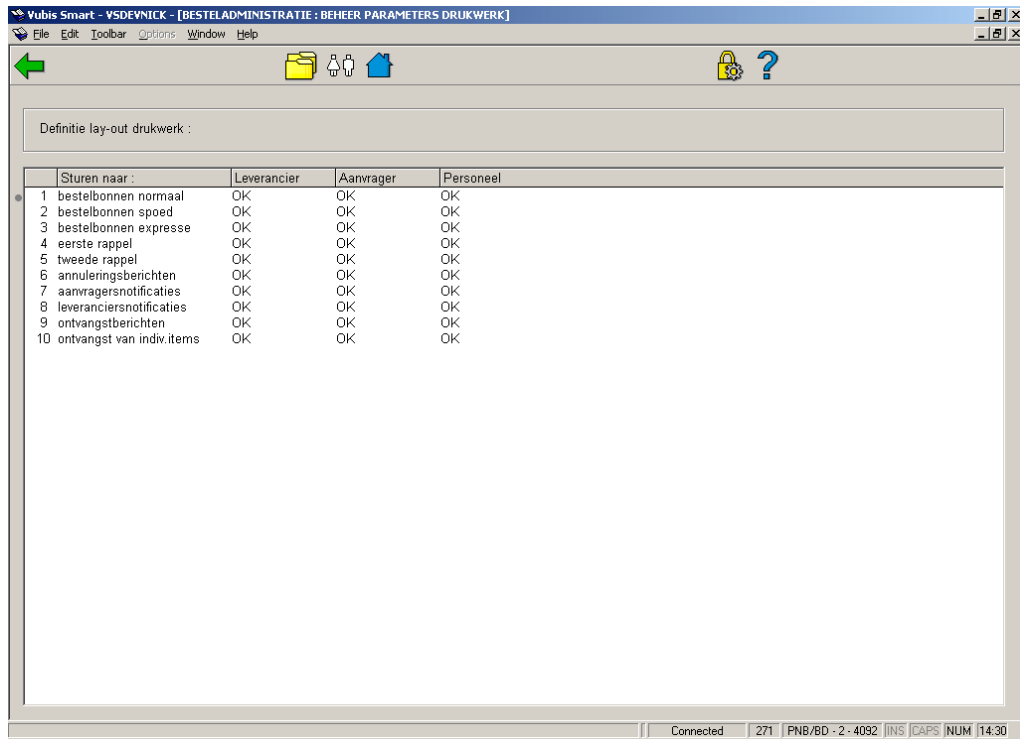 Vubis Smart - VSDEVNICK - [BESTELADMINISTRATIE : BEHEER PARAMETERS DRUKWERK]
File Edit Toolbar Options Window Help
Definitie lay-out drukwerk :
Sturen naar : Leverancier Aanvrager Personeel
1 bestelbonnen normaal OK OK OK
2 bestelbonnen spoed OK OK OK
3 bestelbonnen expresse OK OK OK
4 eerste rappel OK OK OK
5 tweede rappel OK OK OK
6 annuleringsberichten OK OK OK
7 aanvragersnotificaties OK OK OK
8 leveranciersnotificaties OK OK OK
9 ontvangstberichten OK OK OK
10 ontvangst van indiv.items OK OK OK
Connected 271 PNB/BD - 2 - 4092 INS CAPS NUM 14:30